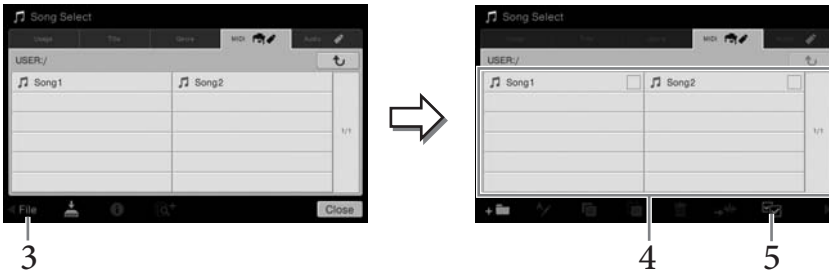 Song Select
Usage Title Genre MIDI Audio
USER:/
Song1 Song2
1/1
File Close
3
Song Select
MIDI Audio
USER:/
Song1 Song2
1/1
4 5